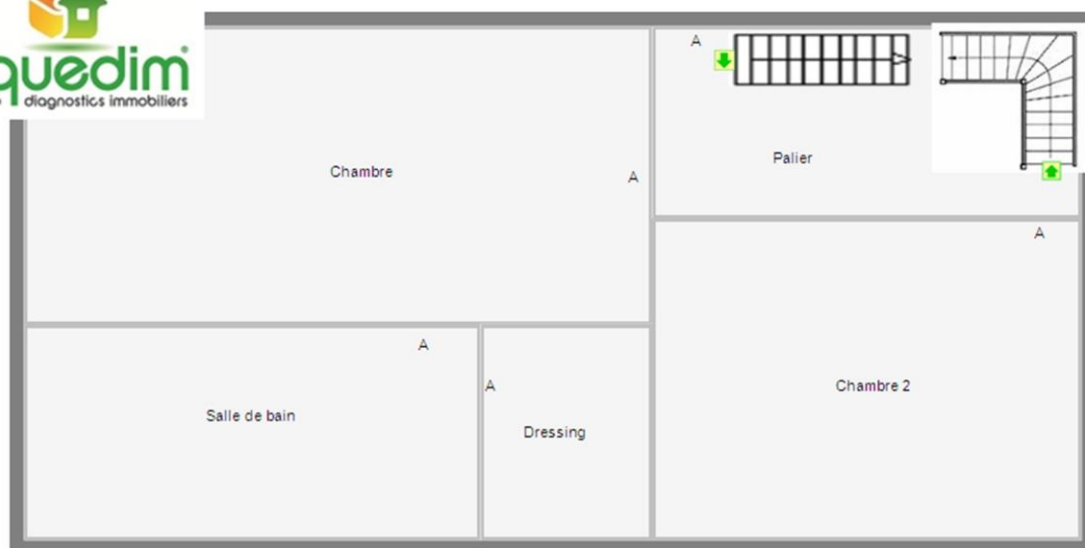 quedim
diagnostics immobiliers
A
Palier
Chambre
A
A
A
Salle de bain
A
Dressing
Chambre 2